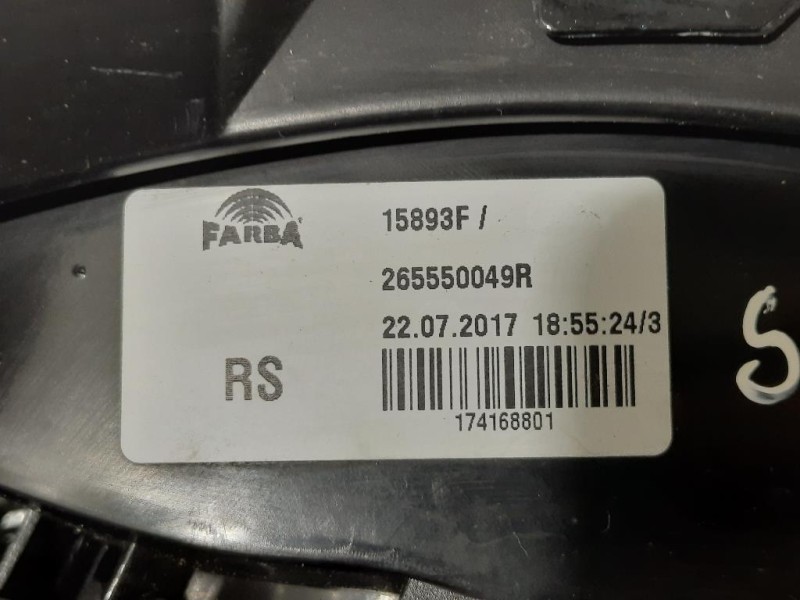 FARBA
15893F /
265550049R
22.07.2017 18:55:24/3
RS
174168801
S